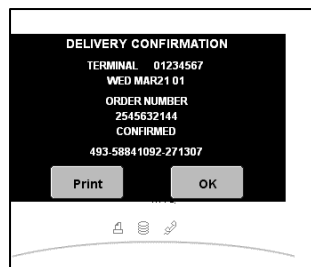 DELIVERY CONFIRMATION
TERMINAL 01234567
WED MAR21 01
ORDER NUMBER
2545632144
CONFIRMED
493-58841092-271307
Print OK